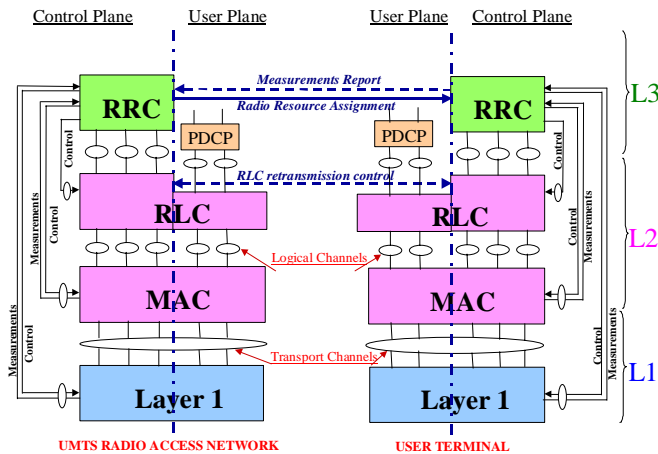 Control Plane User Plane User Plane Control Plane
Measurements Report
Radio Resource Assignment
RRC RRC
L3
PDCP PDCP
Control Control
RLC retransmission control
RLC RLC
L2
Measurements
Control
Control
Measurements
Logical Channels
MAC MAC
Measurements
Control
Control
Measurements
Transport Channels
L1
Layer 1 Layer 1
UMTS RADIO ACCESS NETWORK USER TERMINAL